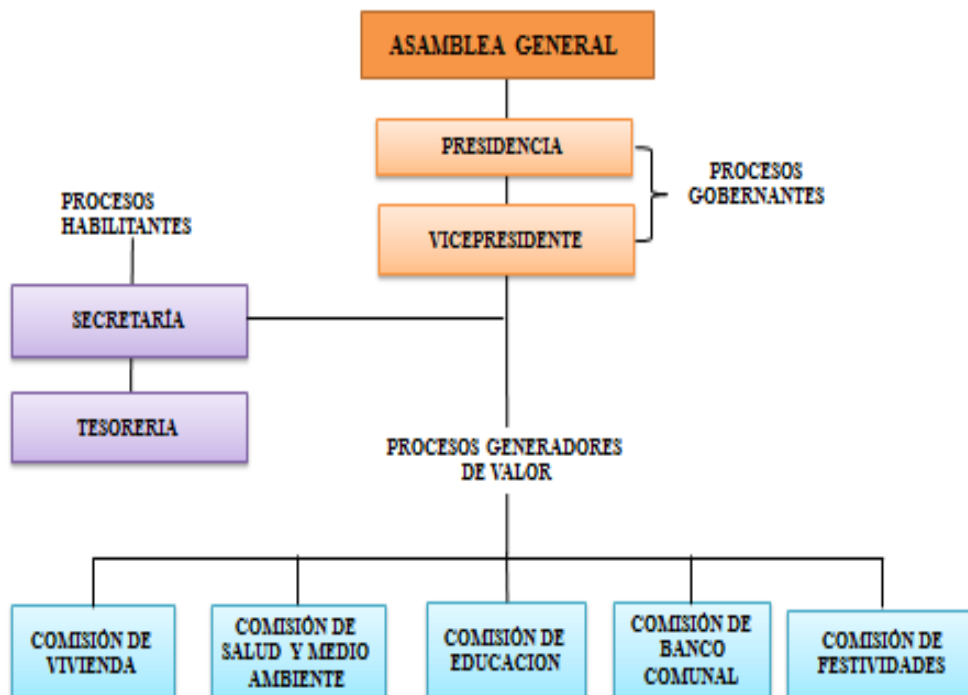 ASAMBLEA GENERAL
PRESIDENCIA
PROCESOS
GOBERNANTES
VICEPRESIDENTE
PROCESOS
HABILITANTES
SECRETARÍA
TESORERIA
PROCESOS GENERADORES
DE VALOR
COMISIÓN DE
VIVIENDA
COMISIÓN DE
SALUD Y MEDIO
AMBIENTE
COMISIÓN DE
EDUCACION
COMISIÓN DE
BANCO
COMUNAL
COMISIÓN DE
FESTIVIDADES